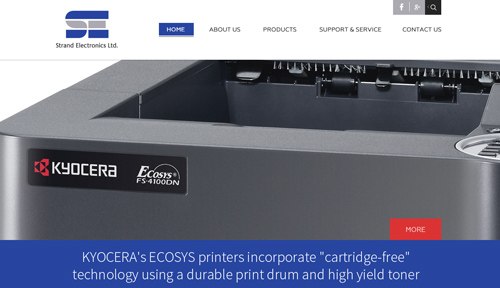 SE
Strand Electronics Ltd.
HOME
ABOUT US
PRODUCTS
SUPPORT & SERVICE
CONTACT US
f
g+
KYOCERA
Ecosys®
FS-4100DN
MORE
KYOCERA's ECOSYS printers incorporate "cartridge-free"
technology using a durable print drum and high yield toner